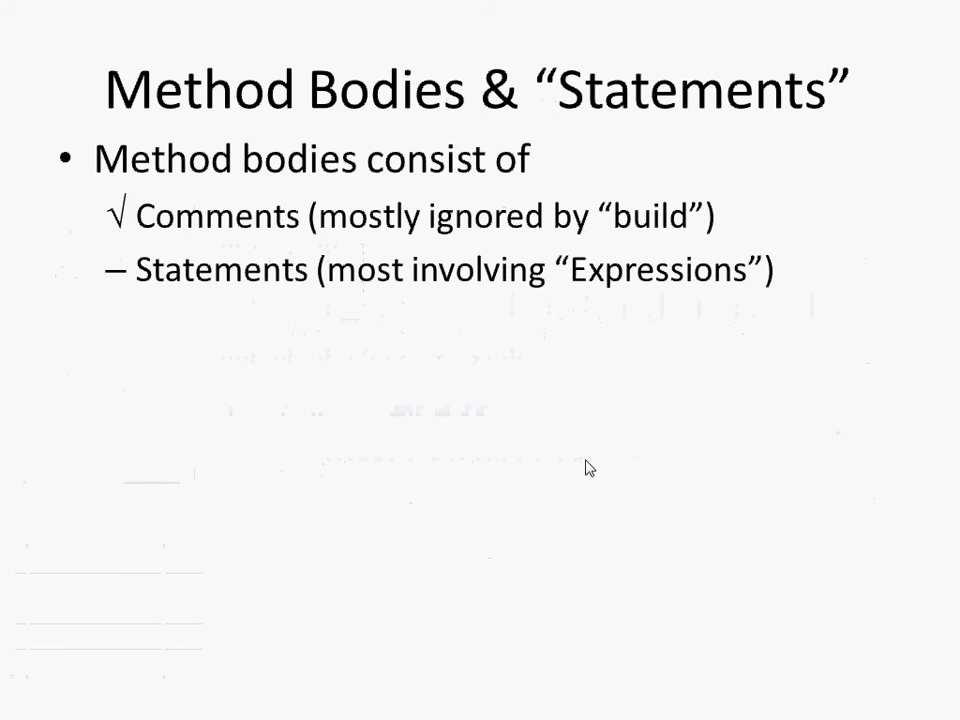 Method Bodies & “Statements”
• Method bodies consist of
√ Comments (mostly ignored by “build”)
– Statements (most involving “Expressions”)